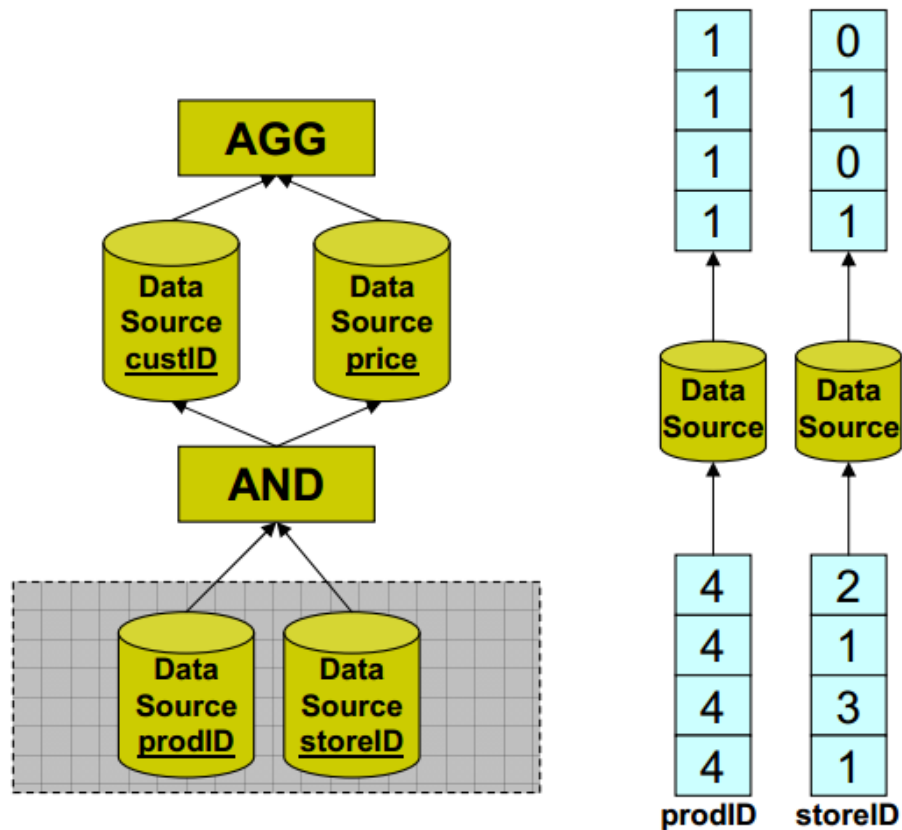 AGG
Data
Source
custID
Data
Source
price
AND
Data
Source
prodID
Data
Source
storeID
1
1
1
1
0
1
0
1
Data
Source
Data
Source
4
4
4
4
2
1
3
1
prodID
storeID